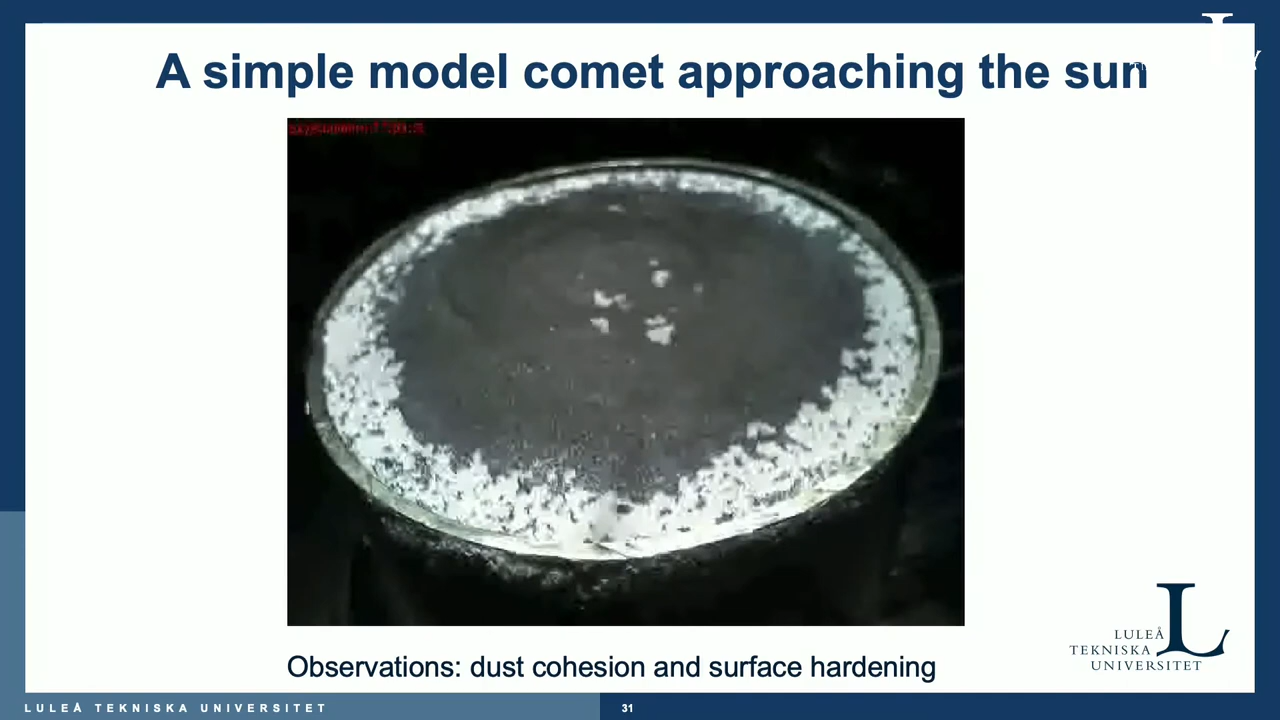 A simple model comet approaching the sun
Observations: dust cohesion and surface hardening
LULEÅ
TEKNISKA
UNIVERSITET
LULEÅ TEKNISKA UNIVERSITET
31